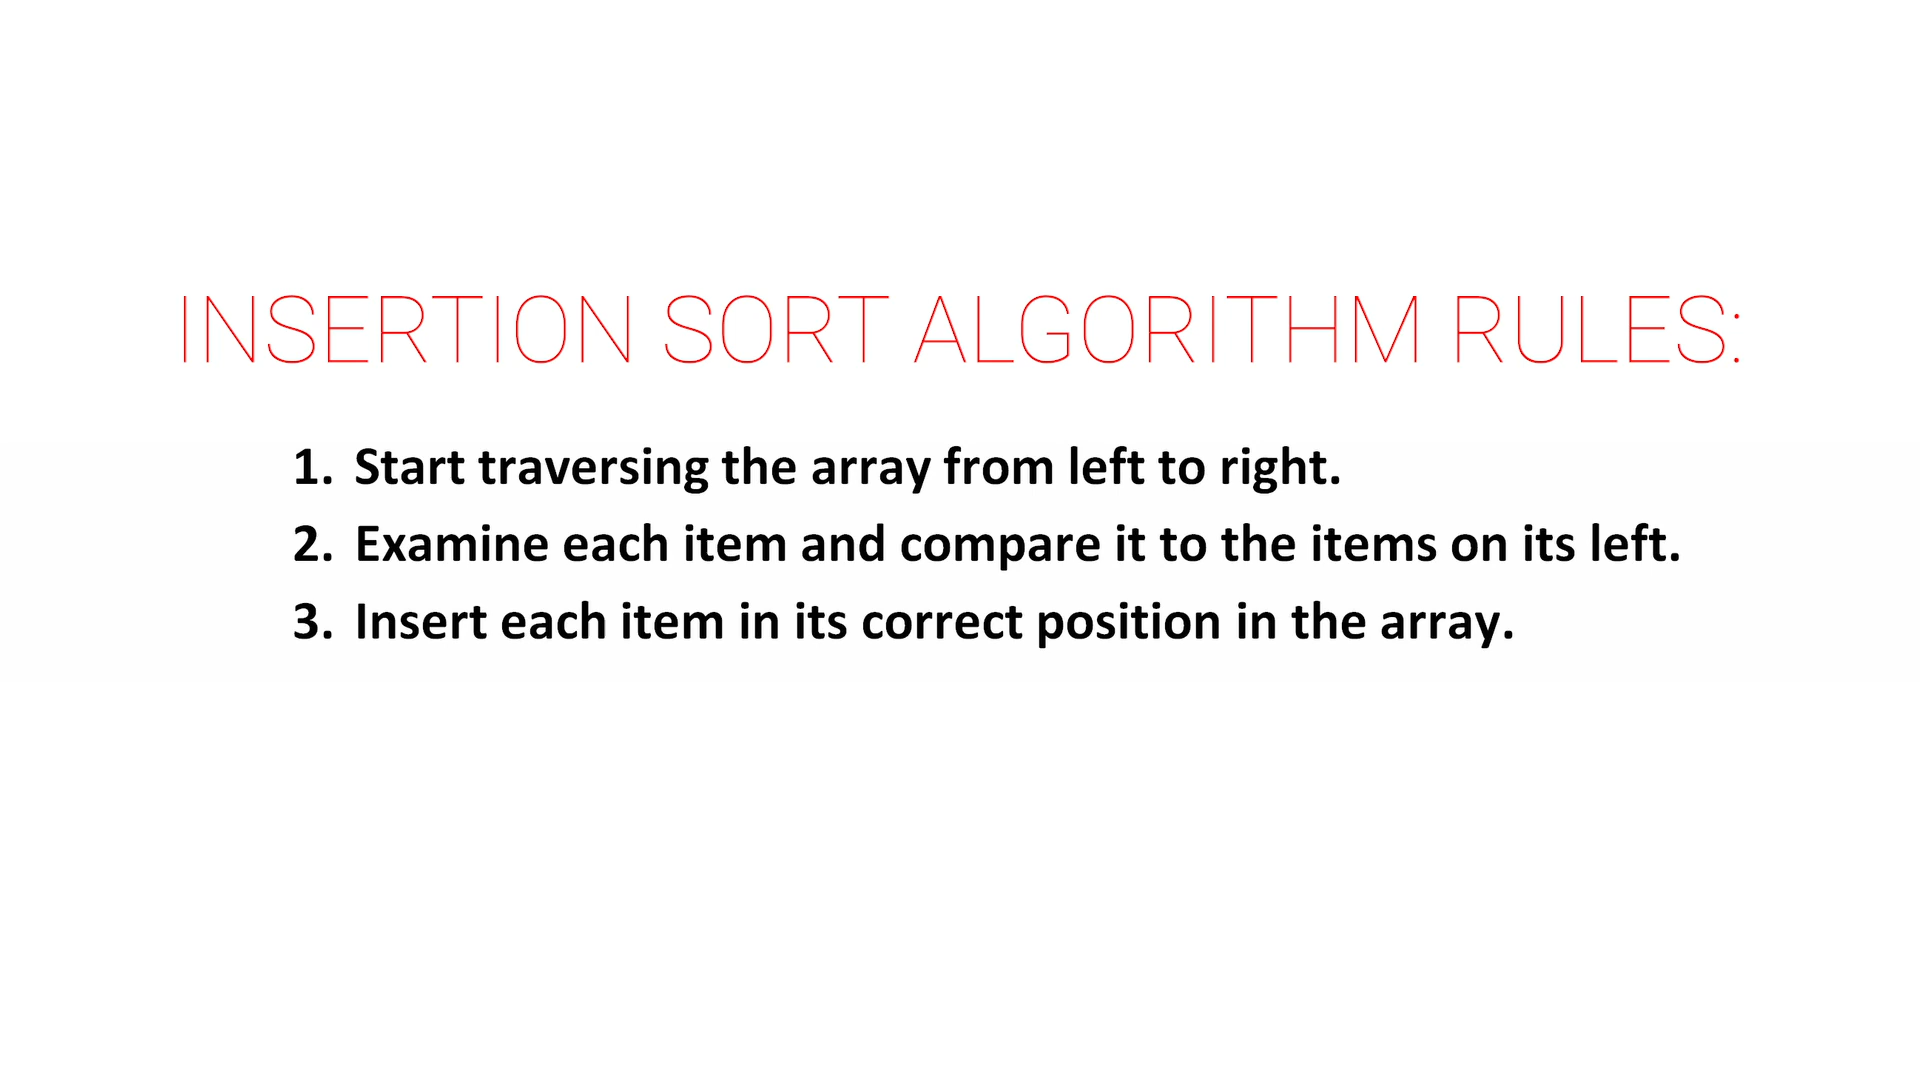 INSERTION SORT ALGORITHM RULES:
1. Start traversing the array from left to right.
2. Examine each item and compare it to the items on its left.
3. Insert each item in its correct position in the array.